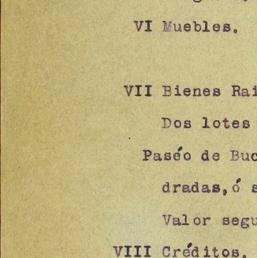 VI Muebles.
VII Bienes Rai
Dos lotes
Paséo de Buc
dradas,ó s
Valor segu
VIII Créditos.